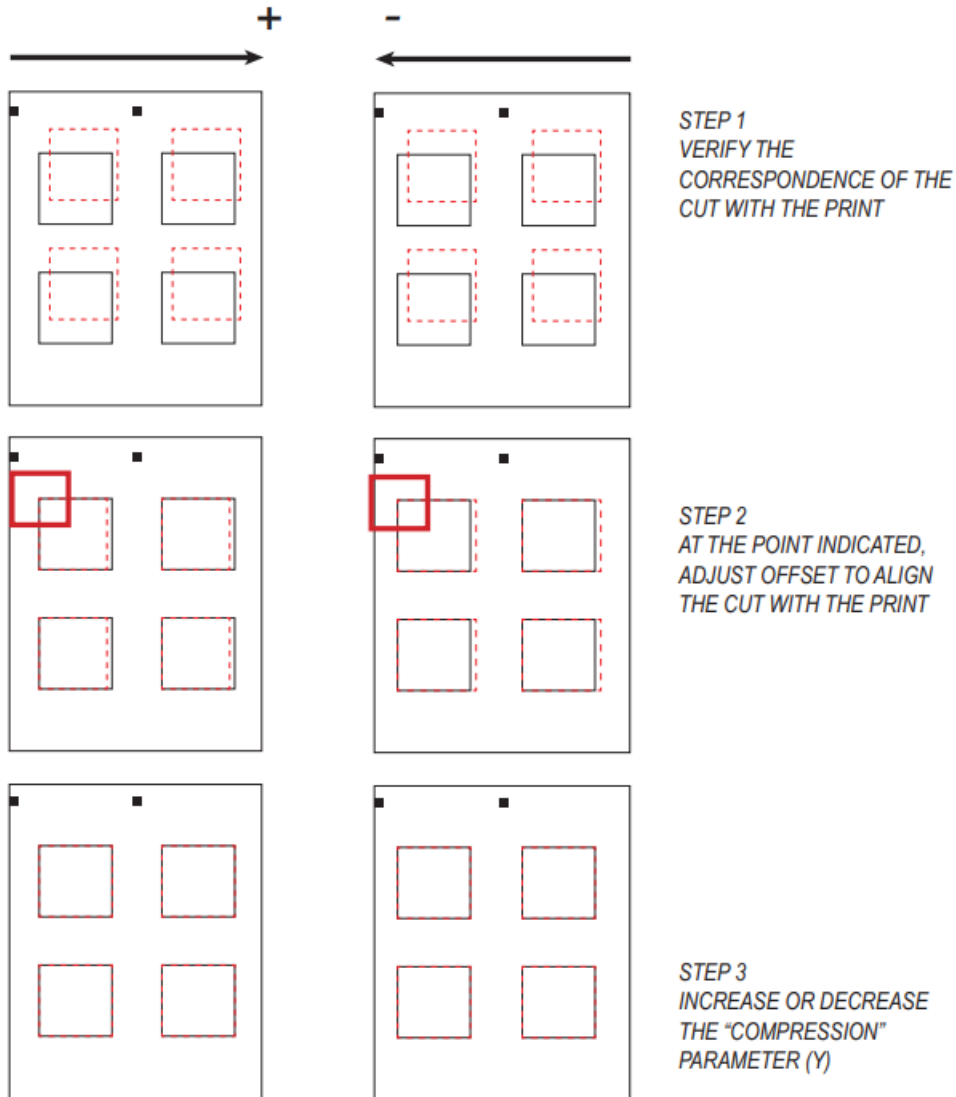 + -
STEP 1
VERIFY THE
CORRESPONDENCE OF THE
CUT WITH THE PRINT
STEP 2
AT THE POINT INDICATED,
ADJUST OFFSET TO ALIGN
THE CUT WITH THE PRINT
STEP 3
INCREASE OR DECREASE
THE “COMPRESSION”
PARAMETER (Y)